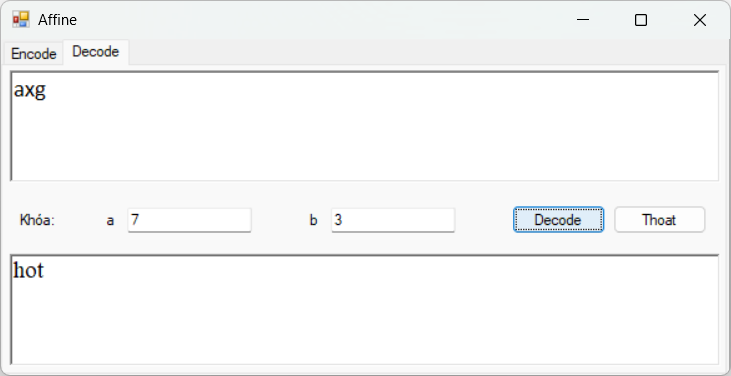 Affine
Encode Decode
axg
Khóa: a 7 b 3 Decode Thoat
hot